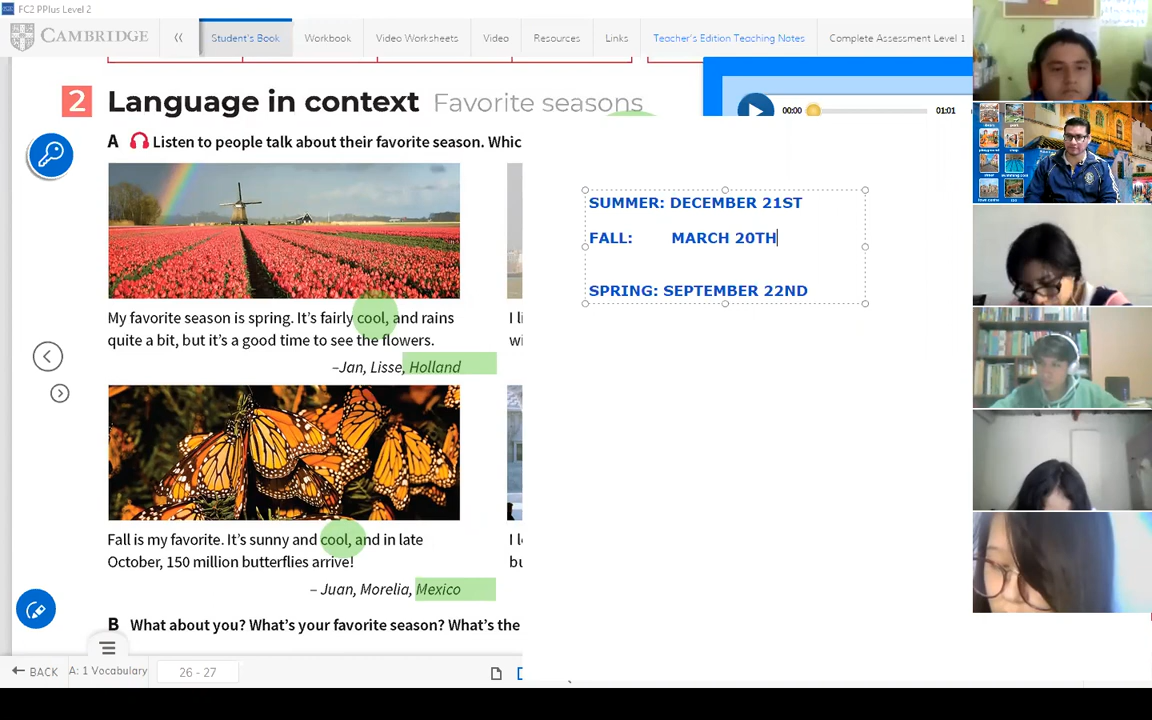 FC2 PPlus Level 2
CAMBRIDGE
Student's Book
Workbook
Video Worksheets
Video
Resources
Links
Teacher's Edition Teaching Notes
Complete Assessment Level 1
2 Language in context Favorite seasons
00:00
01:01
A Listen to people talk about their favorite season. Whic
My favorite season is spring. It's fairly cool, and rains
quite a bit, but it's a good time to see the flowers.
–Jan, Lisse, Holland
I li
wi
Fall is my favorite. It's sunny and cool, and in late
October, 150 million butterflies arrive!
– Juan, Morelia, Mexico
I lo
bu
B What about you? What's your favorite season? What's the
SUMMER: DECEMBER 21ST
FALL: MARCH 20TH
SPRING: SEPTEMBER 22ND
BACK
A: 1 Vocabulary
26 - 27